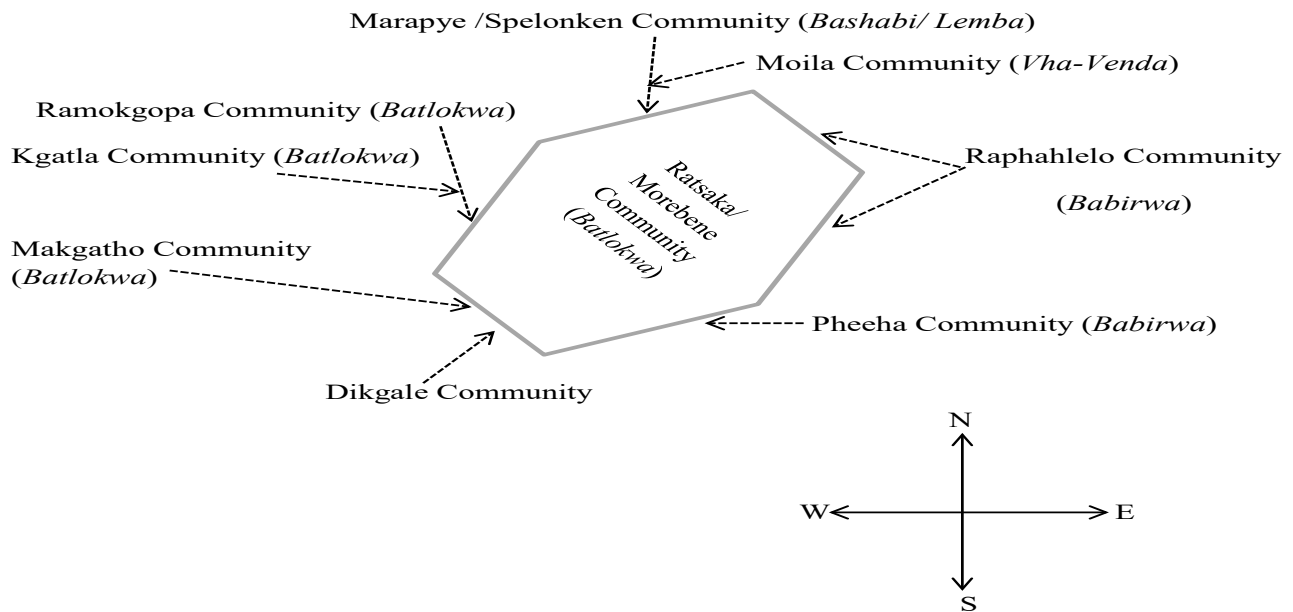 Marapye /Spelonken Community (Bashabi/ Lemba)
Moila Community (Vha-Venda)
Ramokgopa Community (Batlokwa)
Kgatla Community (Batlokwa)
Raphahlelo Community
(Babirwa)
Ratsaka/
Morebene
Community
(Batlokwa)
Makgatho Community
(Batlokwa)
Pheeha Community (Babirwa)
Dikgale Community
N
W
E
S